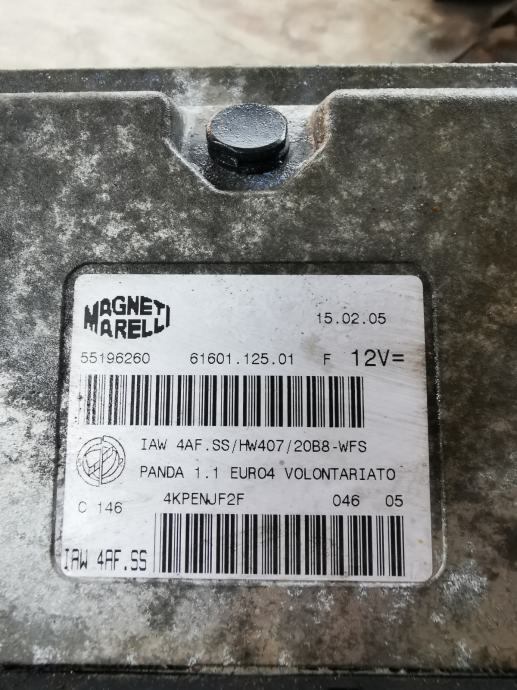 MAGNETI
MARELLI
15.02.05
55196260 61601.125.01 F 12V=
IAW 4AF.SS/HW407/20B8-WFS
PANDA 1.1 EURO4 VOLONTARIATO
C 146 4KPENJF2F 046 05
IAW 4AF.SS